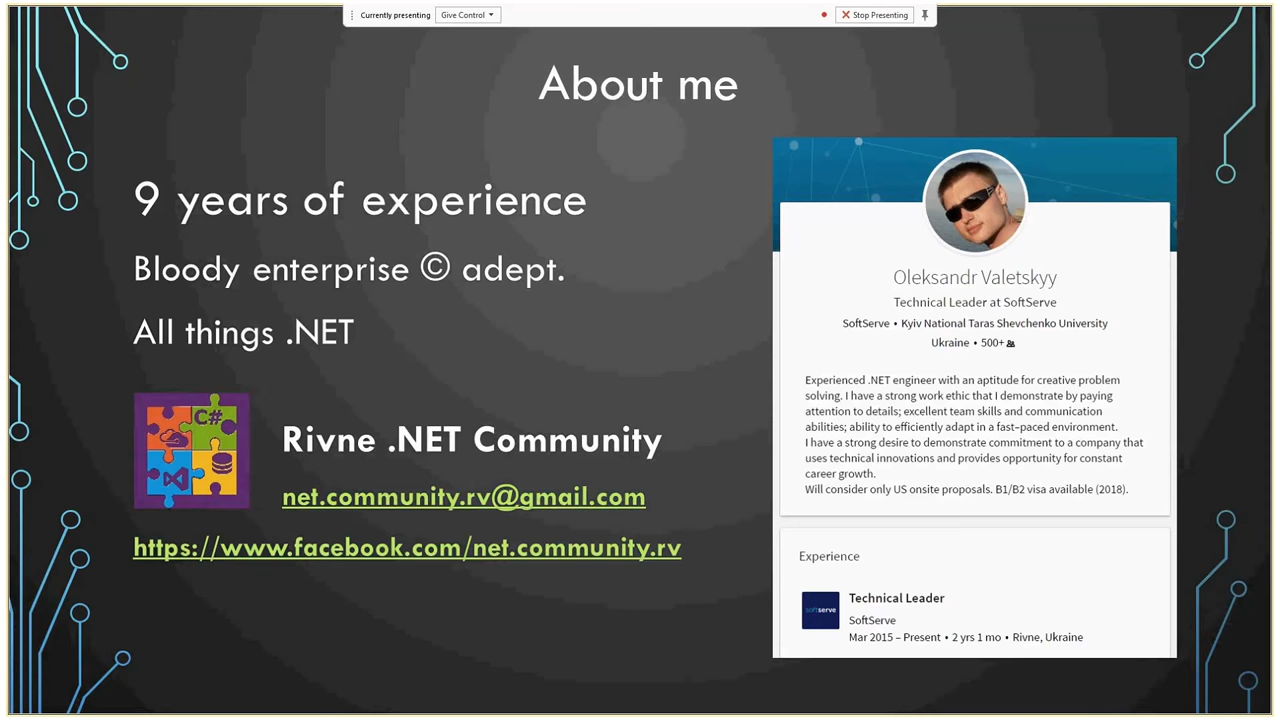 Currently presenting
Give Control
Stop Presenting
About me
9 years of experience
Bloody enterprise © adept.
All things .NET
C#
Rivne .NET Community
net.community.rv@gmail.com
https://www.facebook.com/net.community.rv
Oleksandr Valetskyy
Technical Leader at SoftServe
SoftServe • Kyiv National Taras Shevchenko University
Ukraine • 500+
Experienced .NET engineer with an aptitude for creative problem
solving. I have a strong work ethic that I demonstrate by paying
attention to details; excellent team skills and communication
abilities; ability to efficiently adapt in a fast-paced environment.
I have a strong desire to demonstrate commitment to a company that
uses technical innovations and provides opportunity for constant
career growth.
Will consider only US onsite proposals. B1/B2 visa available (2018).
Experience
softserve
Technical Leader
SoftServe
Mar 2015 – Present • 2 yrs 1 mo • Rivne, Ukraine